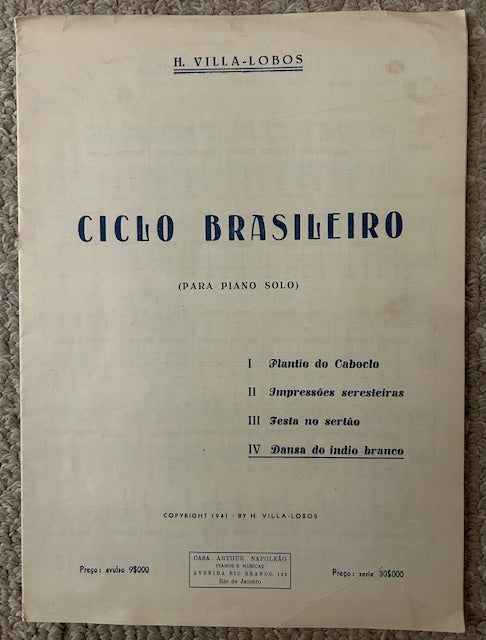 H. VILLA-LOBOS
CICLO BRASILEIRO
(PARA PIANO SOLO)
I Plantio do Caboclo
II Impressões seresteiras
III Festa no sertão
IV Dansa do índio branco
COPYRIGHT 1941 - BY H. VILLA-LOBOS
Preço: avulso 9$000
CASA ARTHUR NAPOLEÃO
PIANOS E MUSICAS
AVENIDA RIO BRANCO, 122
Rio de Janeiro
Preço: serie 30$000